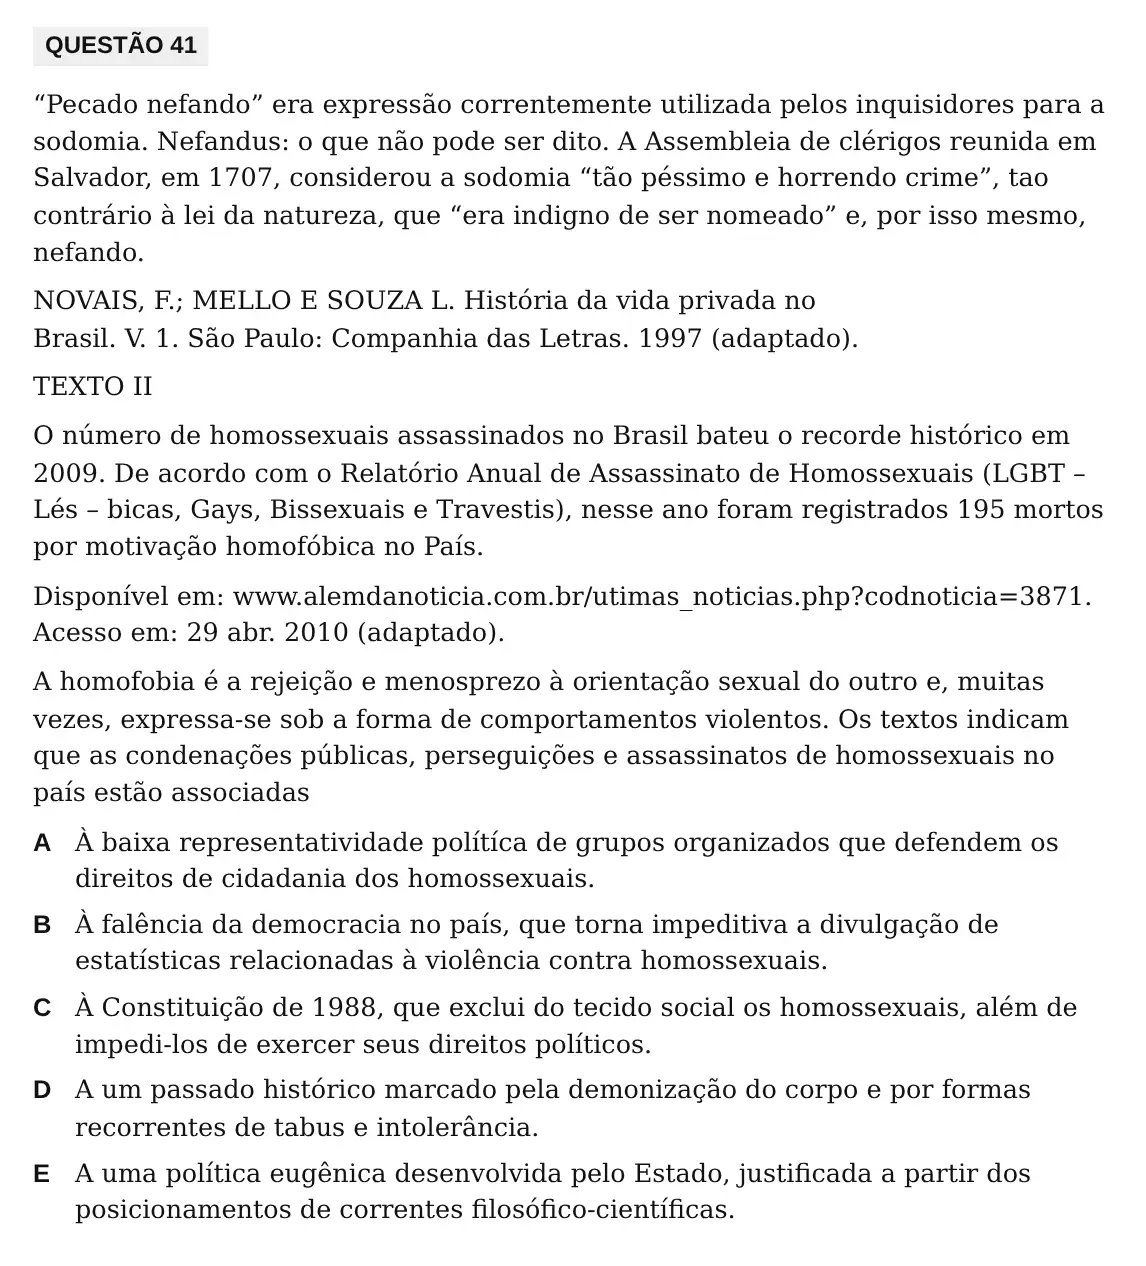 QUESTÃO 41
“Pecado nefando” era expressão correntemente utilizada pelos inquisidores para a
sodomia. Nefandus: o que não pode ser dito. A Assembleia de clérigos reunida em
Salvador, em 1707, considerou a sodomia “tão péssimo e horrendo crime”, tao
contrário à lei da natureza, que “era indigno de ser nomeado” e, por isso mesmo,
nefando.
NOVAIS, F.; MELLO E SOUZA L. História da vida privada no
Brasil. V. 1. São Paulo: Companhia das Letras. 1997 (adaptado).
TEXTO II
O número de homossexuais assassinados no Brasil bateu o recorde histórico em
2009. De acordo com o Relatório Anual de Assassinato de Homossexuais (LGBT –
Lés – bicas, Gays, Bissexuais e Travestis), nesse ano foram registrados 195 mortos
por motivação homofóbica no País.
Disponível em: www.alemdanoticia.com.br/utimas_noticias.php?codnoticia=3871.
Acesso em: 29 abr. 2010 (adaptado).
A homofobia é a rejeição e menosprezo à orientação sexual do outro e, muitas
vezes, expressa-se sob a forma de comportamentos violentos. Os textos indicam
que as condenações públicas, perseguições e assassinatos de homossexuais no
país estão associadas
A À baixa representatividade polítíca de grupos organizados que defendem os
direitos de cidadania dos homossexuais.
B À falência da democracia no país, que torna impeditiva a divulgação de
estatísticas relacionadas à violência contra homossexuais.
C À Constituição de 1988, que exclui do tecido social os homossexuais, além de
impedi-los de exercer seus direitos políticos.
D A um passado histórico marcado pela demonização do corpo e por formas
recorrentes de tabus e intolerância.
E A uma política eugênica desenvolvida pelo Estado, justificada a partir dos
posicionamentos de correntes filosófico-científicas.